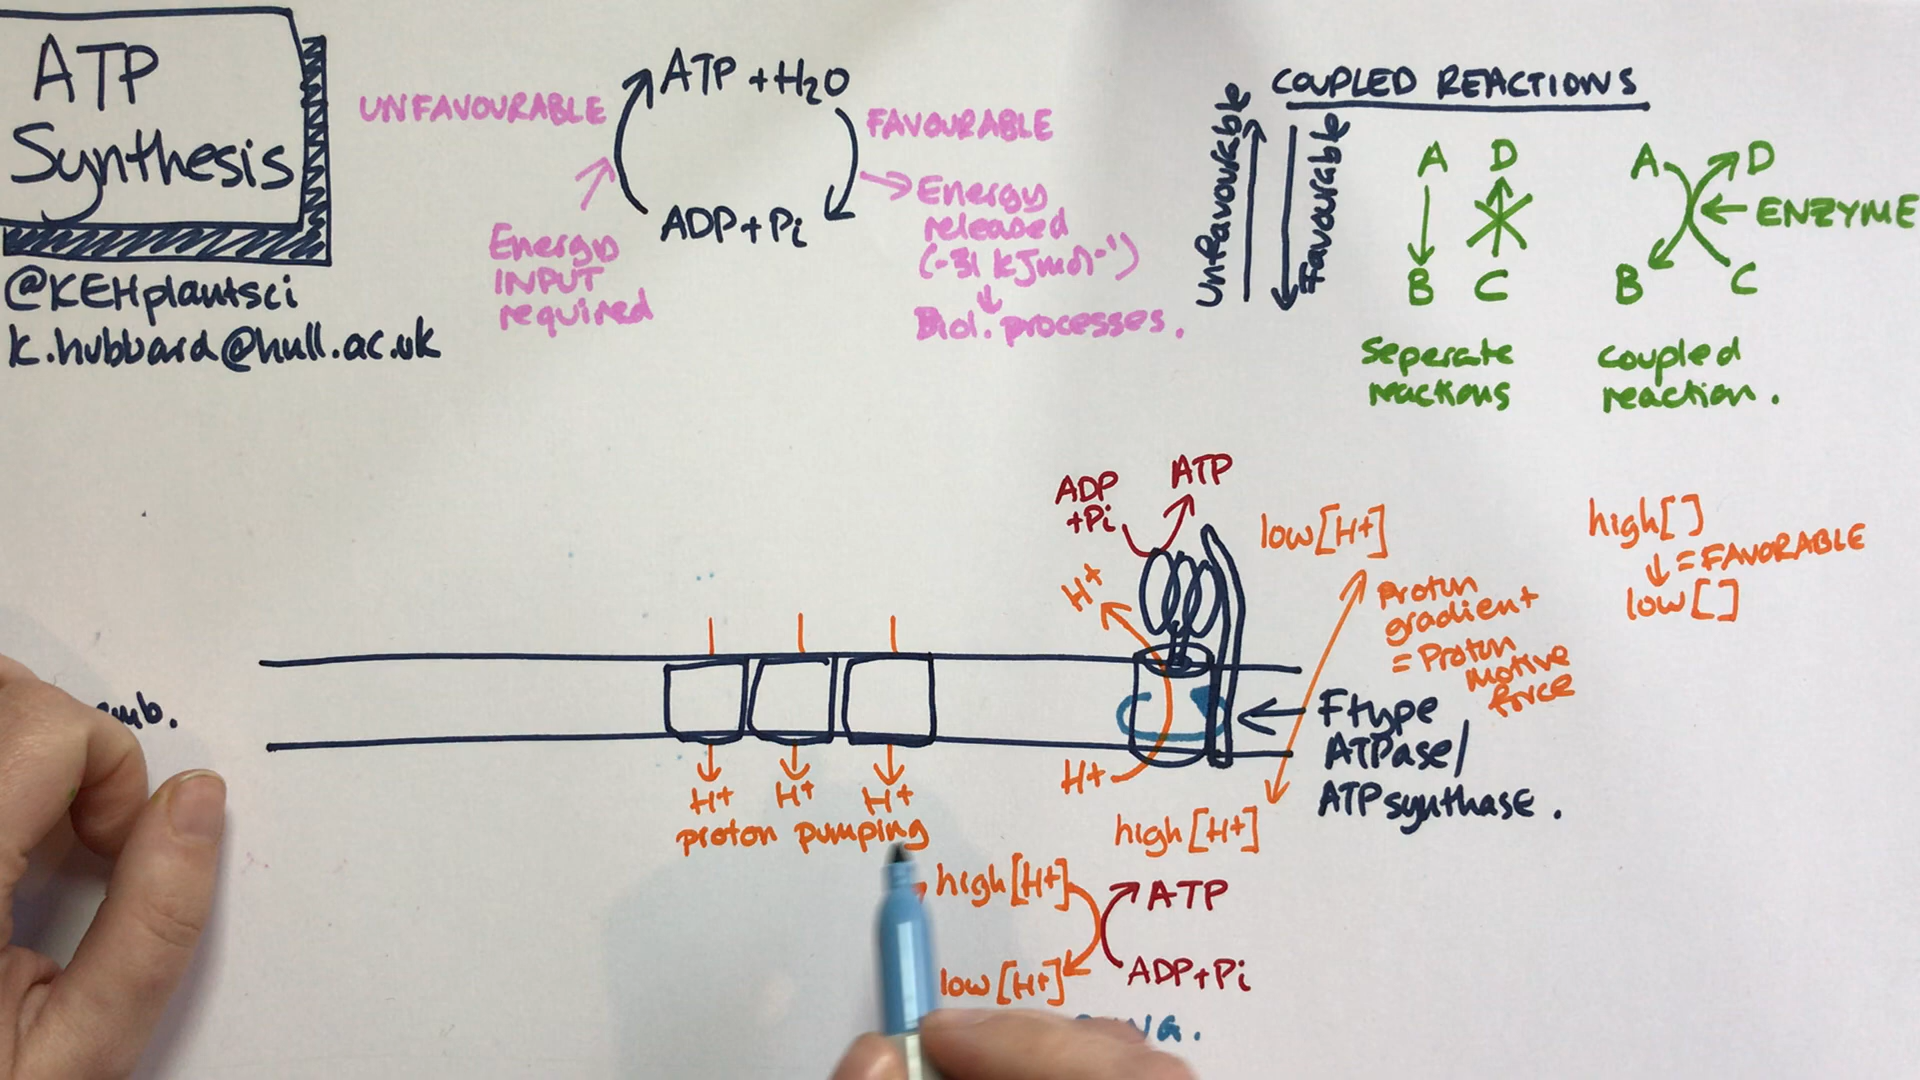 ATP
Synthesis
@KEHplantsci
k.hubbard@hull.ac.uk
UNFAVOURABLE
ATP + H2O
FAVOURABLE
ADP + Pi
Energy
INPUT
required
Energy
released
(-31 kJmol-1)
Biol. processes.
COUPLED REACTIONS
Unfavourable
Favourable
A D
B C
Seperate
reactions
A D
ENZYME
B C
coupled
reaction.
ADP
+Pi
ATP
H+
low [H+]
high []
= FAVORABLE
low []
Proton
gradient
= Proton
Motive
force
F type
ATPase/
ATP synthase.
H+
high [H+]
H+ H+ H+
proton pumping
high [H+]
ATP
low [H+]
ADP+Pi